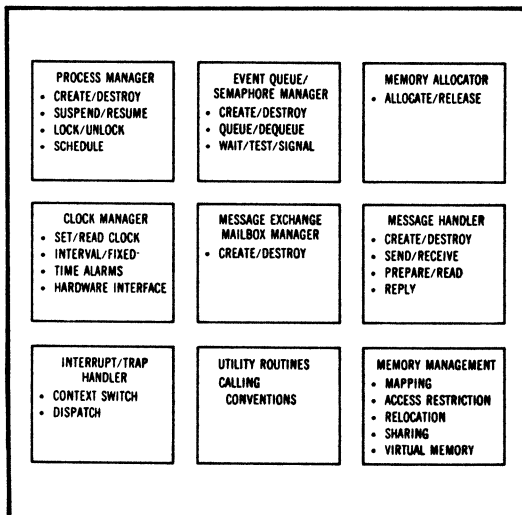 PROCESS MANAGER
• CREATE/DESTROY
• SUSPEND/RESUME
• LOCK/UNLOCK
• SCHEDULE
EVENT QUEUE/
SEMAPHORE MANAGER
• CREATE/DESTROY
• QUEUE/DEQUEUE
• WAIT/TEST/SIGNAL
MEMORY ALLOCATOR
• ALLOCATE/RELEASE
CLOCK MANAGER
• SET/READ CLOCK
• INTERVAL/FIXED
• TIME ALARMS
• HARDWARE INTERFACE
MESSAGE EXCHANGE
MAILBOX MANAGER
• CREATE/DESTROY
MESSAGE HANDLER
• CREATE/DESTROY
• SEND/RECEIVE
• PREPARE/READ
• REPLY
INTERRUPT/TRAP
HANDLER
• CONTEXT SWITCH
• DISPATCH
UTILITY ROUTINES
CALLING
CONVENTIONS
MEMORY MANAGEMENT
• MAPPING
• ACCESS RESTRICTION
• RELOCATION
• SHARING
• VIRTUAL MEMORY